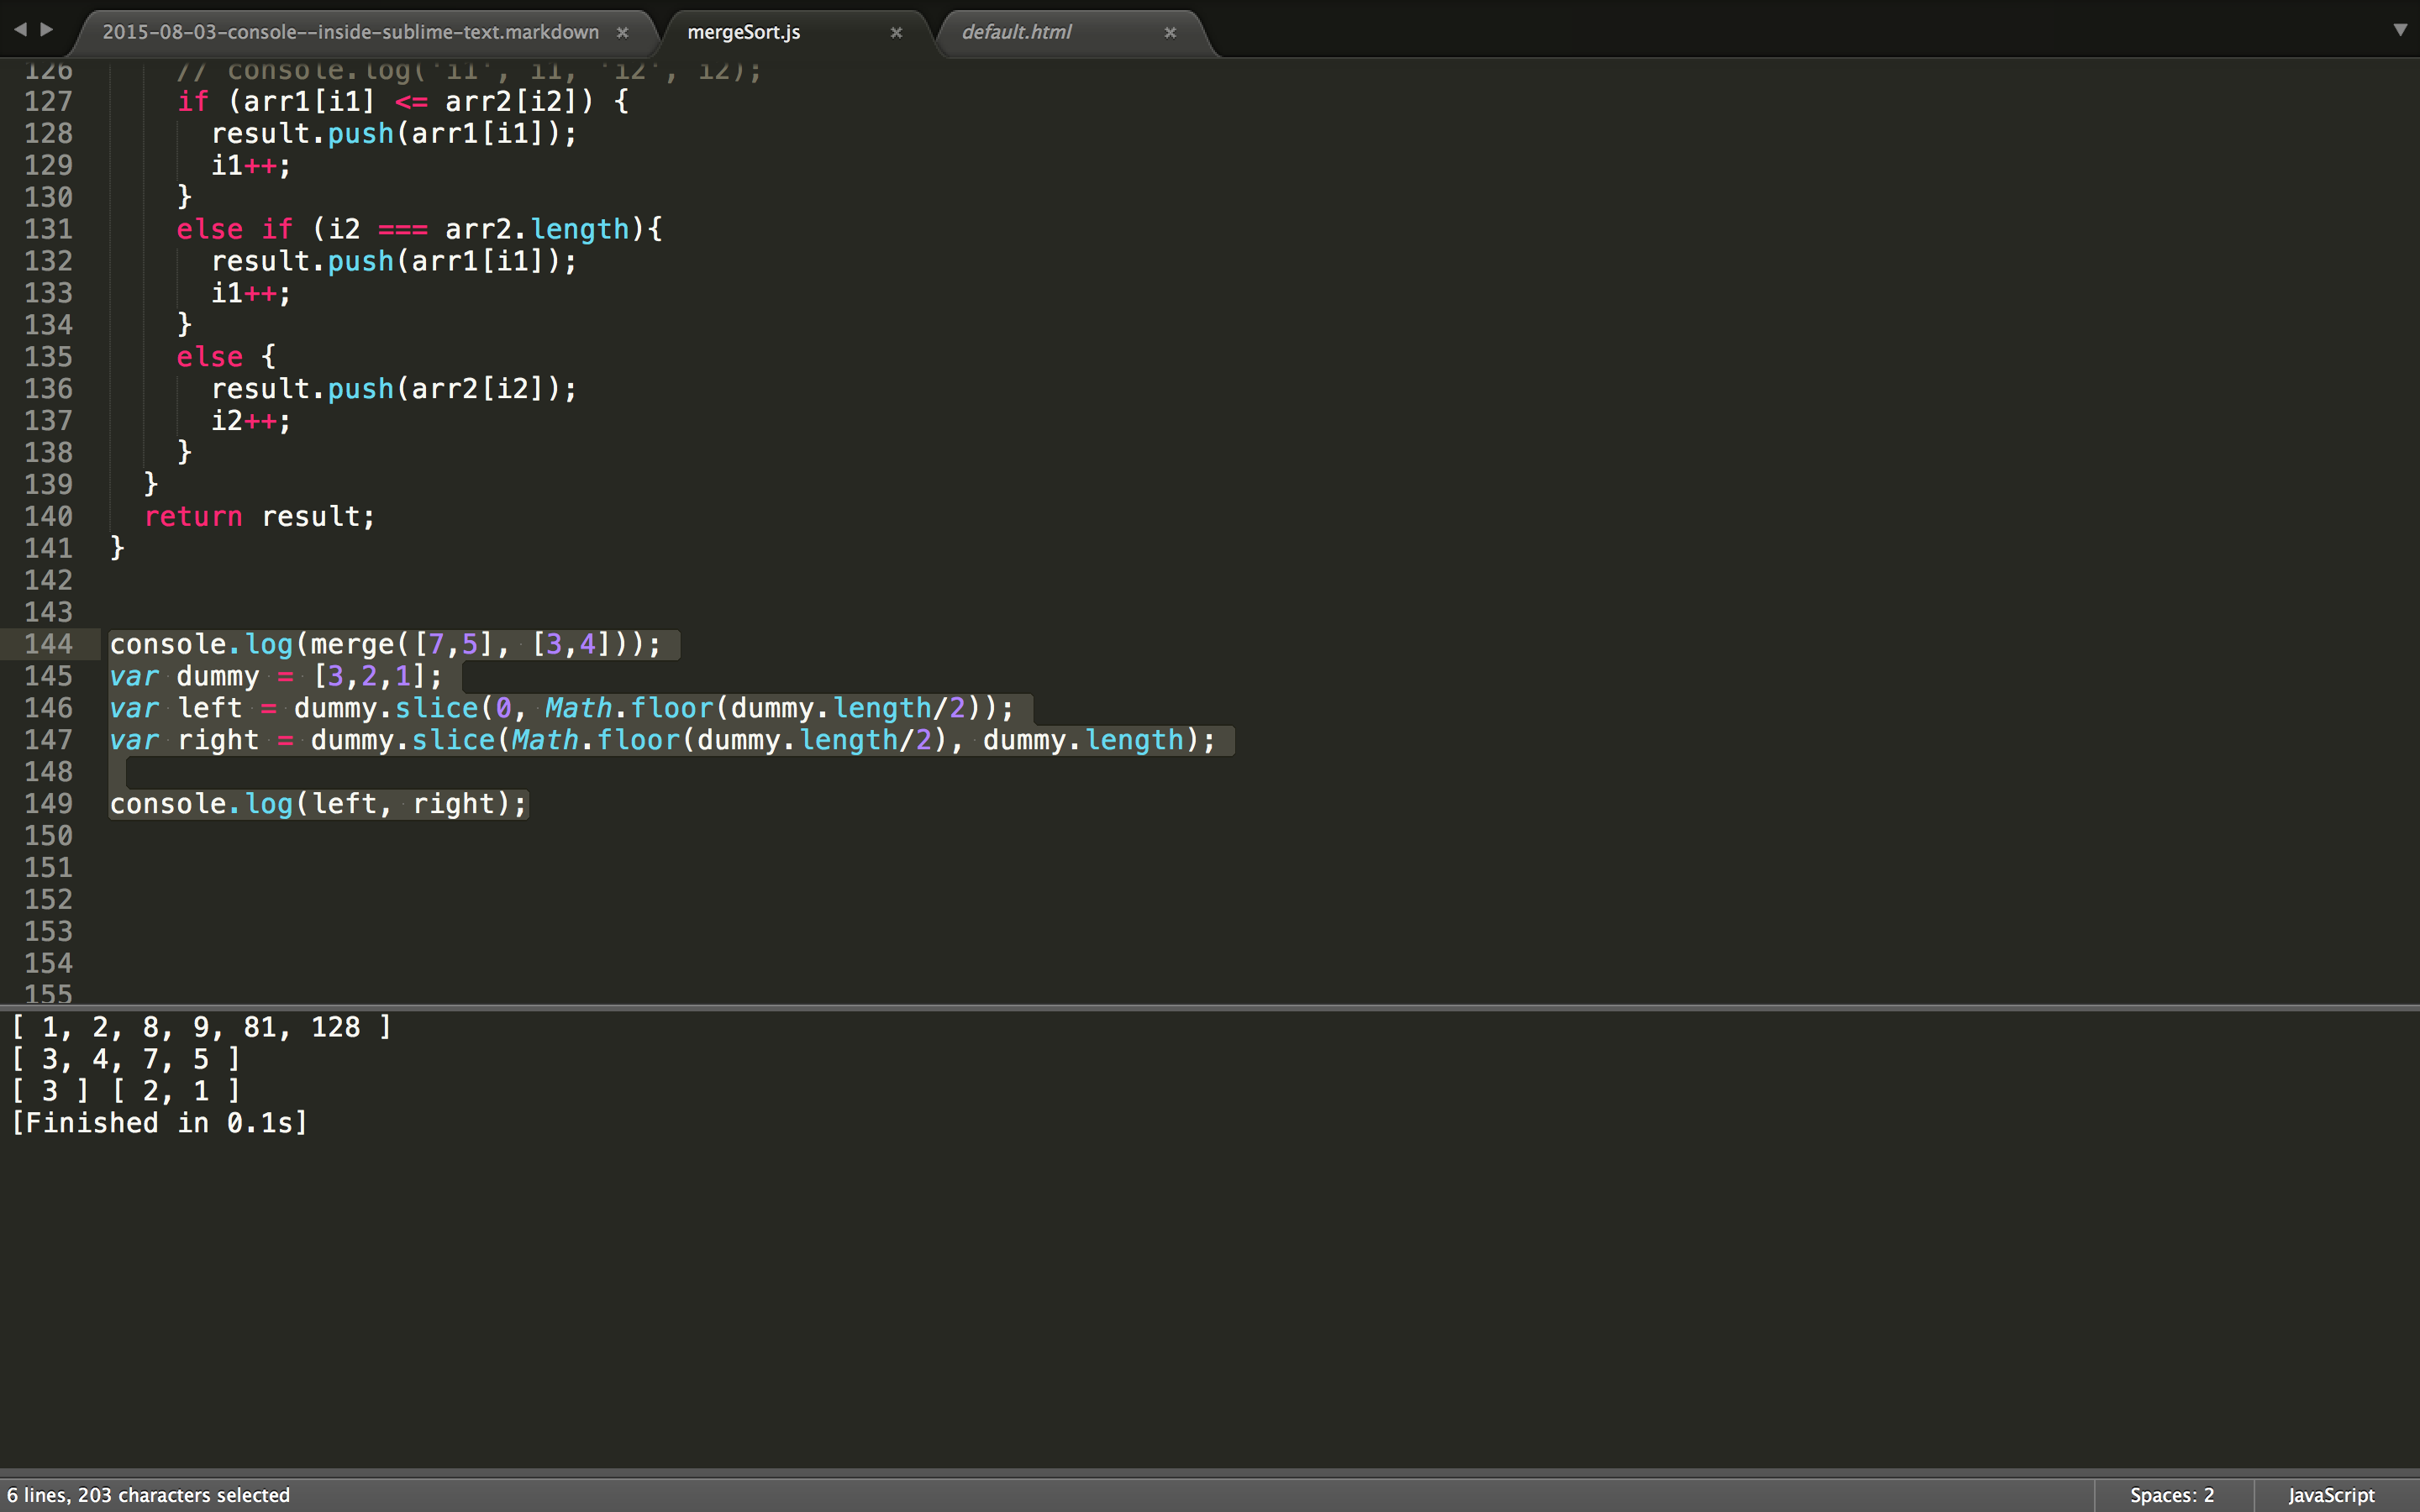 2015-08-03-console--inside-sublime-text.markdown × mergeSort.js × default.html ×
126 // console.log('i1', i1, 'i2', i2);
127 if (arr1[i1] <= arr2[i2]) {
128 result.push(arr1[i1]);
129 i1++;
130 }
131 else if (i2 === arr2.length){
132 result.push(arr1[i1]);
133 i1++;
134 }
135 else {
136 result.push(arr2[i2]);
137 i2++;
138 }
139 }
140 return result;
141 }
142
143
144 console.log(merge([7,5], [3,4]));
145 var dummy = [3,2,1];
146 var left = dummy.slice(0, Math.floor(dummy.length/2));
147 var right = dummy.slice(Math.floor(dummy.length/2), dummy.length);
148
149 console.log(left, right);
150
151
152
153
154
155
[ 1, 2, 8, 9, 81, 128 ]
[ 3, 4, 7, 5 ]
[ 3 ] [ 2, 1 ]
[Finished in 0.1s]
6 lines, 203 characters selected Spaces: 2 JavaScript